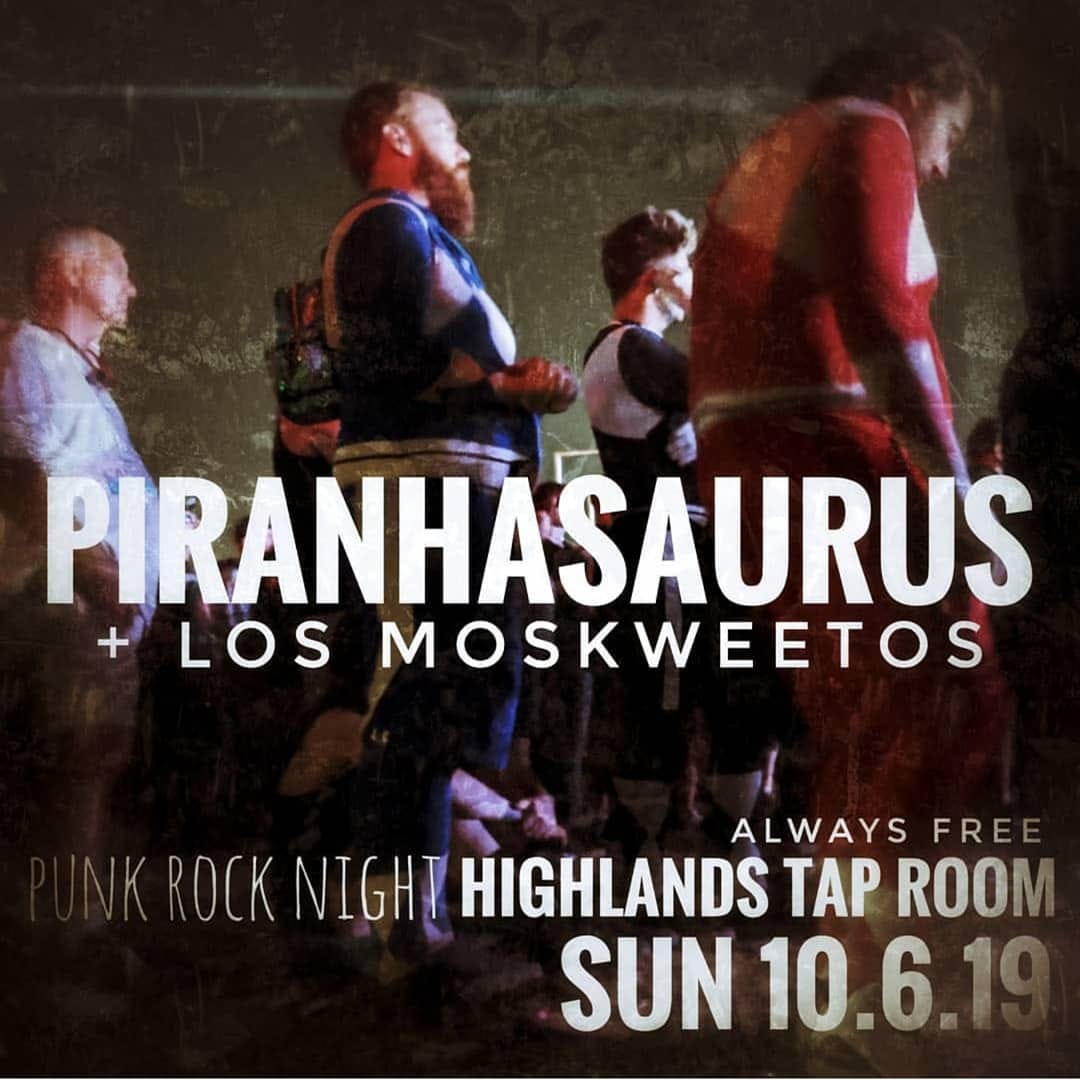 PIRANHASAURUS
+ LOS MOSKWEETOS
ALWAYS FREE
PUNK ROCK NIGHT HIGHLANDS TAP ROOM
SUN 10.6.19